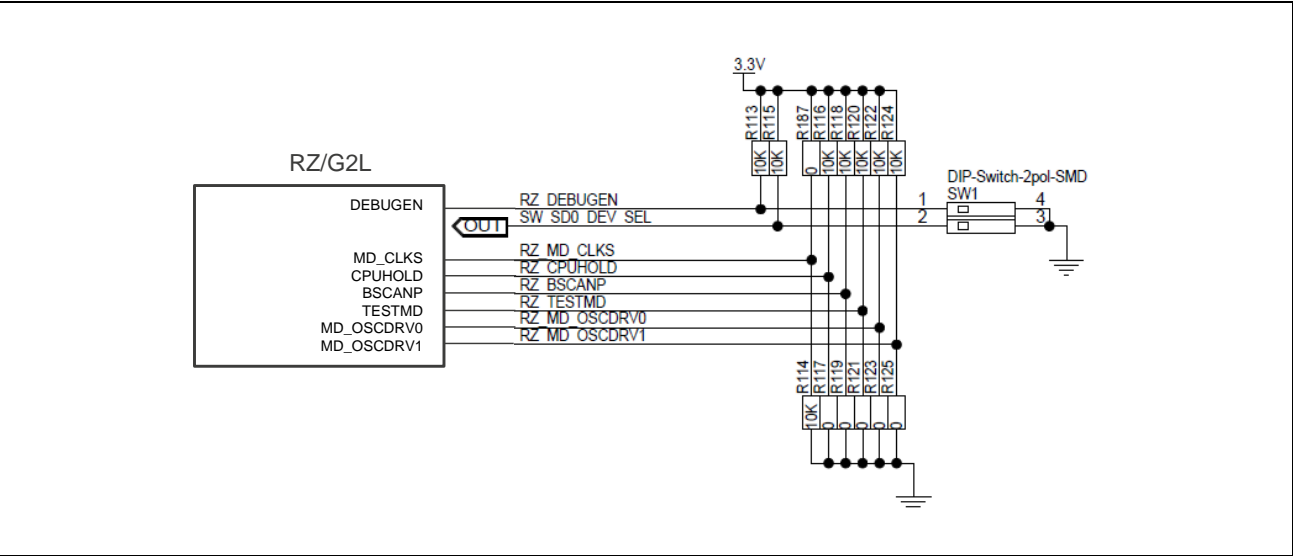 3.3V
R113
R115
R187
R116
R118
R120
R122
R124
10K
10K
0
10K
10K
10K
10K
10K
RZ/G2L
DIP-Switch-2pol-SMD
SW1
DEBUGEN
RZ_DEBUGEN
1
4
OUT
SW_SD0_DEV_SEL
2
3
MD_CLKS
RZ_MD_CLKS
CPUHOLD
RZ_CPUHOLD
BSCANP
RZ_BSCANP
TESTMD
RZ_TESTMD
MD_OSCDRV0
RZ_MD_OSCDRV0
MD_OSCDRV1
RZ_MD_OSCDRV1
R114
R117
R119
R121
R123
R125
10K
0
0
0
0
0